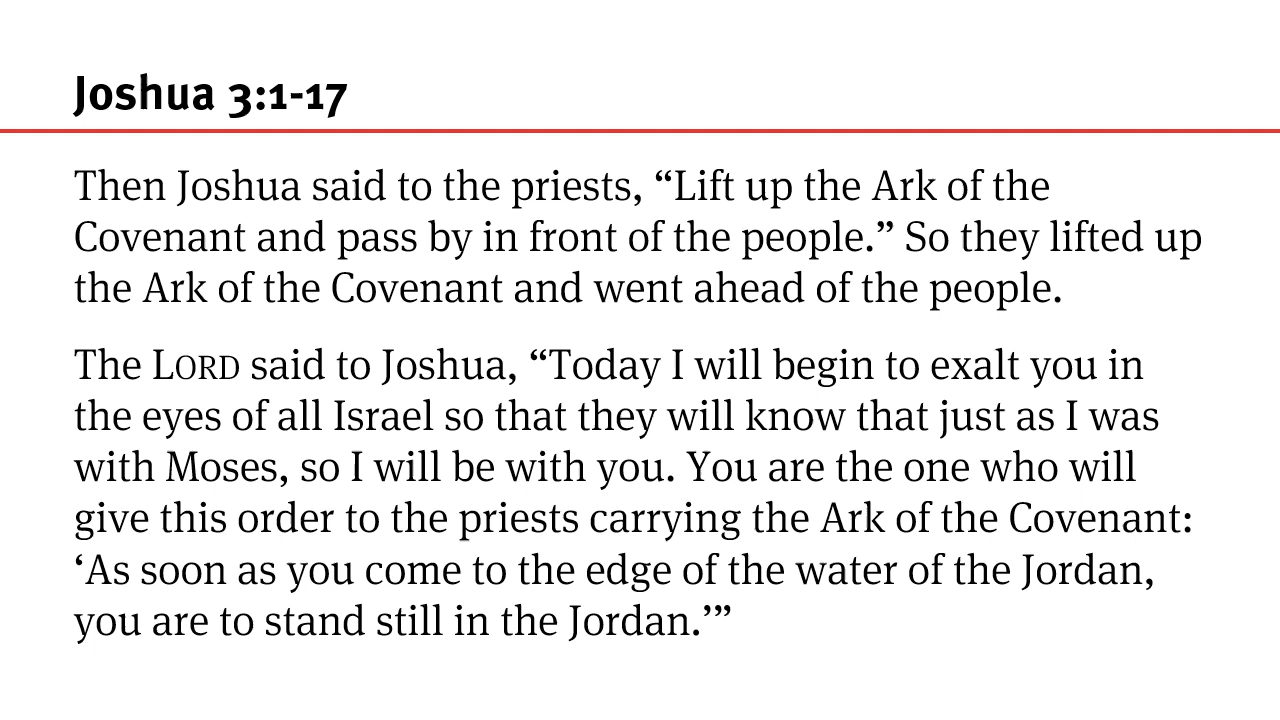 Joshua 3:1-17
Then Joshua said to the priests, “Lift up the Ark of the
Covenant and pass by in front of the people.” So they lifted up
the Ark of the Covenant and went ahead of the people.
The LORD said to Joshua, “Today I will begin to exalt you in
the eyes of all Israel so that they will know that just as I was
with Moses, so I will be with you. You are the one who will
give this order to the priests carrying the Ark of the Covenant:
‘As soon as you come to the edge of the water of the Jordan,
you are to stand still in the Jordan.’”